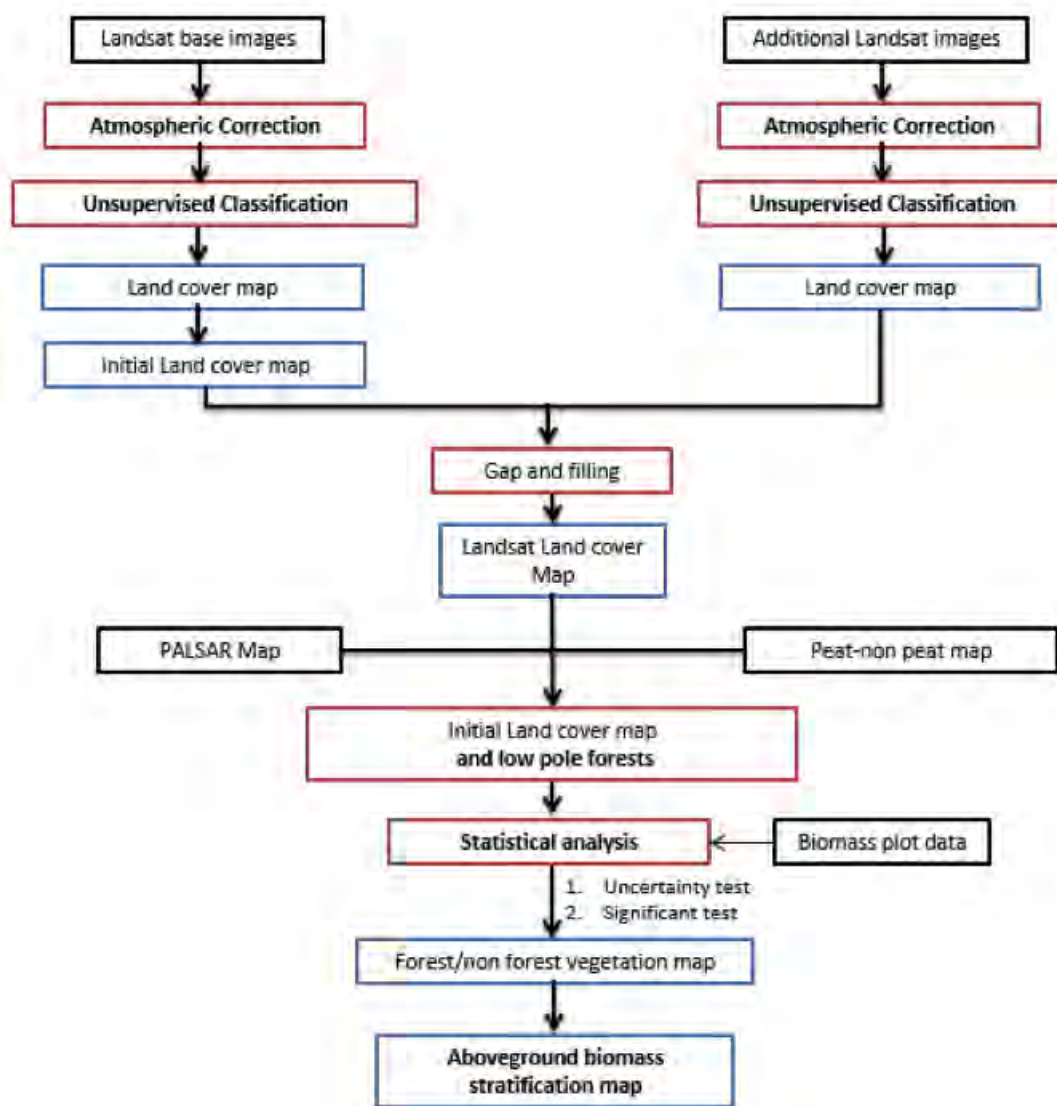 Landsat base images
Additional Landsat images
Atmospheric Correction
Atmospheric Correction
Unsupervised Classification
Unsupervised Classification
Land cover map
Land cover map
Initial Land cover map
Gap and filling
Landsat Land cover
Map
PALSAR Map
Peat-non peat map
Initial Land cover map
and low pole forests
Statistical analysis
Biomass plot data
1. Uncertainty test
2. Significant test
Forest/non forest vegetation map
Aboveground biomass
stratification map